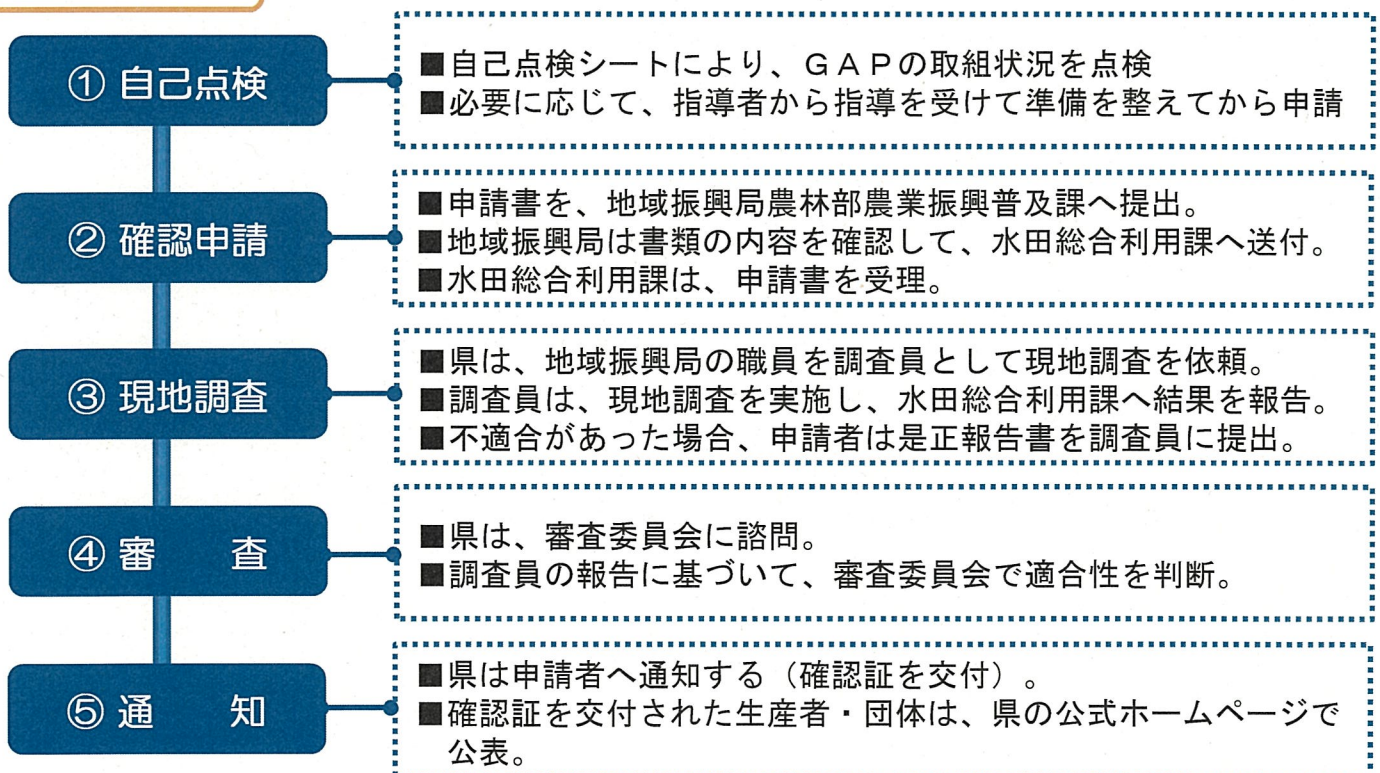 ① 自己点検
■自己点検シートにより、ＧＡＰの取組状況を点検
■必要に応じて、指導者から指導を受けて準備を整えてから申請
② 確認申請
■申請書を、地域振興局農林部農業振興普及課へ提出。
■地域振興局は書類の内容を確認して、水田総合利用課へ送付。
■水田総合利用課は、申請書を受理。
③ 現地調査
■県は、地域振興局の職員を調査員として現地調査を依頼。
■調査員は、現地調査を実施し、水田総合利用課へ結果を報告。
■不適合があった場合、申請者は是正報告書を調査員に提出。
④ 審　　査
■県は、審査委員会に諮問。
■調査員の報告に基づいて、審査委員会で適合性を判断。
⑤ 通　　知
■県は申請者へ通知する（確認証を交付）。
■確認証を交付された生産者・団体は、県の公式ホームページで
公表。